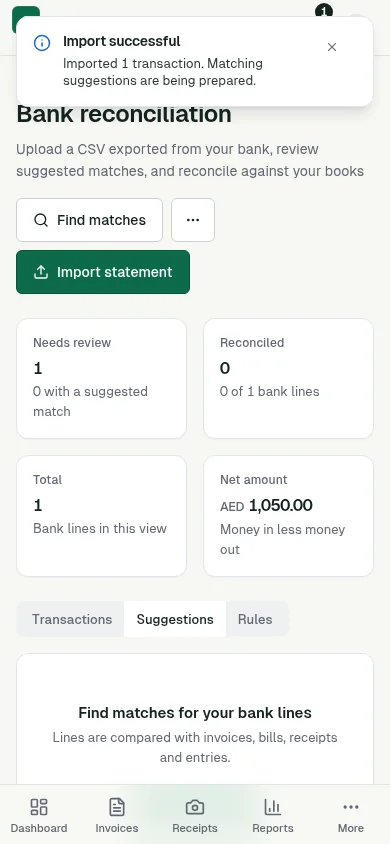 1
Import successful
Imported 1 transaction. Matching
suggestions are being prepared.
Bank reconciliation
Upload a CSV exported from your bank, review
suggested matches, and reconcile against your books
Find matches
Import statement
Needs review
1
0 with a suggested
match
Reconciled
0
0 of 1 bank lines
Total
1
Bank lines in this view
Net amount
AED 1,050.00
Money in less money
out
Transactions
Suggestions
Rules
Find matches for your bank lines
Lines are compared with invoices, bills, receipts
and entries.
Dashboard
Invoices
Receipts
Reports
More